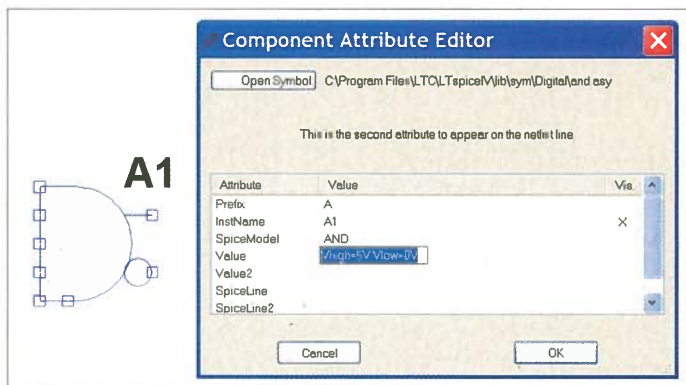 Component Attribute Editor
Open Symbol C\Program Files\LTC\LTspiceIV\lib\sym\Digital\and asy
This is the second attribute to appear on the netlist line
A1
Attribute Value Vis.
Prefix A
InstName A1 X
SpiceModel AND
Value Vhigh=5V Vlow=0V
Value2
SpiceLine
SpiceLine2
Cancel OK